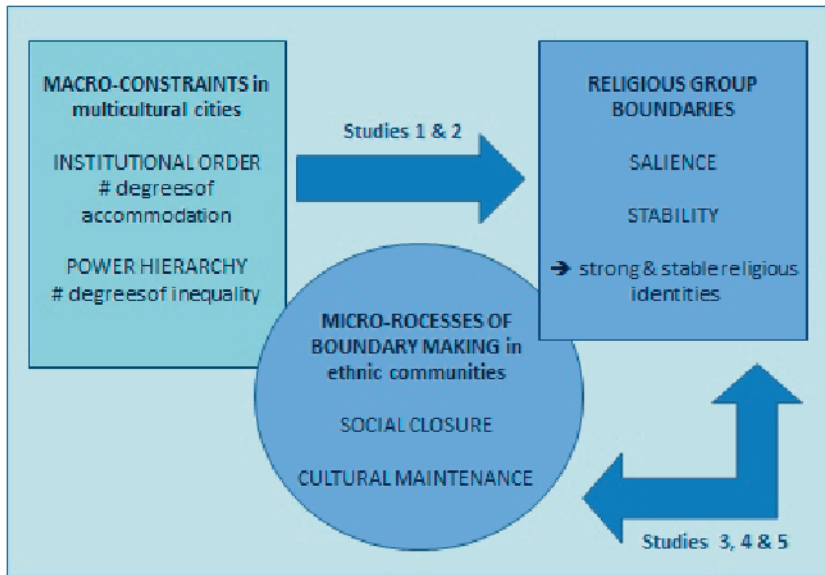 MACRO-CONSTRAINTS in
multicultural cities
INSTITUTIONAL ORDER
# degreesof
accommodation
POWER HIERARCHY
# degreesof inequality
Studies 1 & 2
RELIGIOUS GROUP
BOUNDARIES
SALIENCE
STABILITY
➔ strong & stable religious
identities
MICRO-ROCESSES OF
BOUNDARY MAKING in
ethnic communities
SOCIAL CLOSURE
CULTURAL MAINTENANCE
Studies 3, 4 & 5